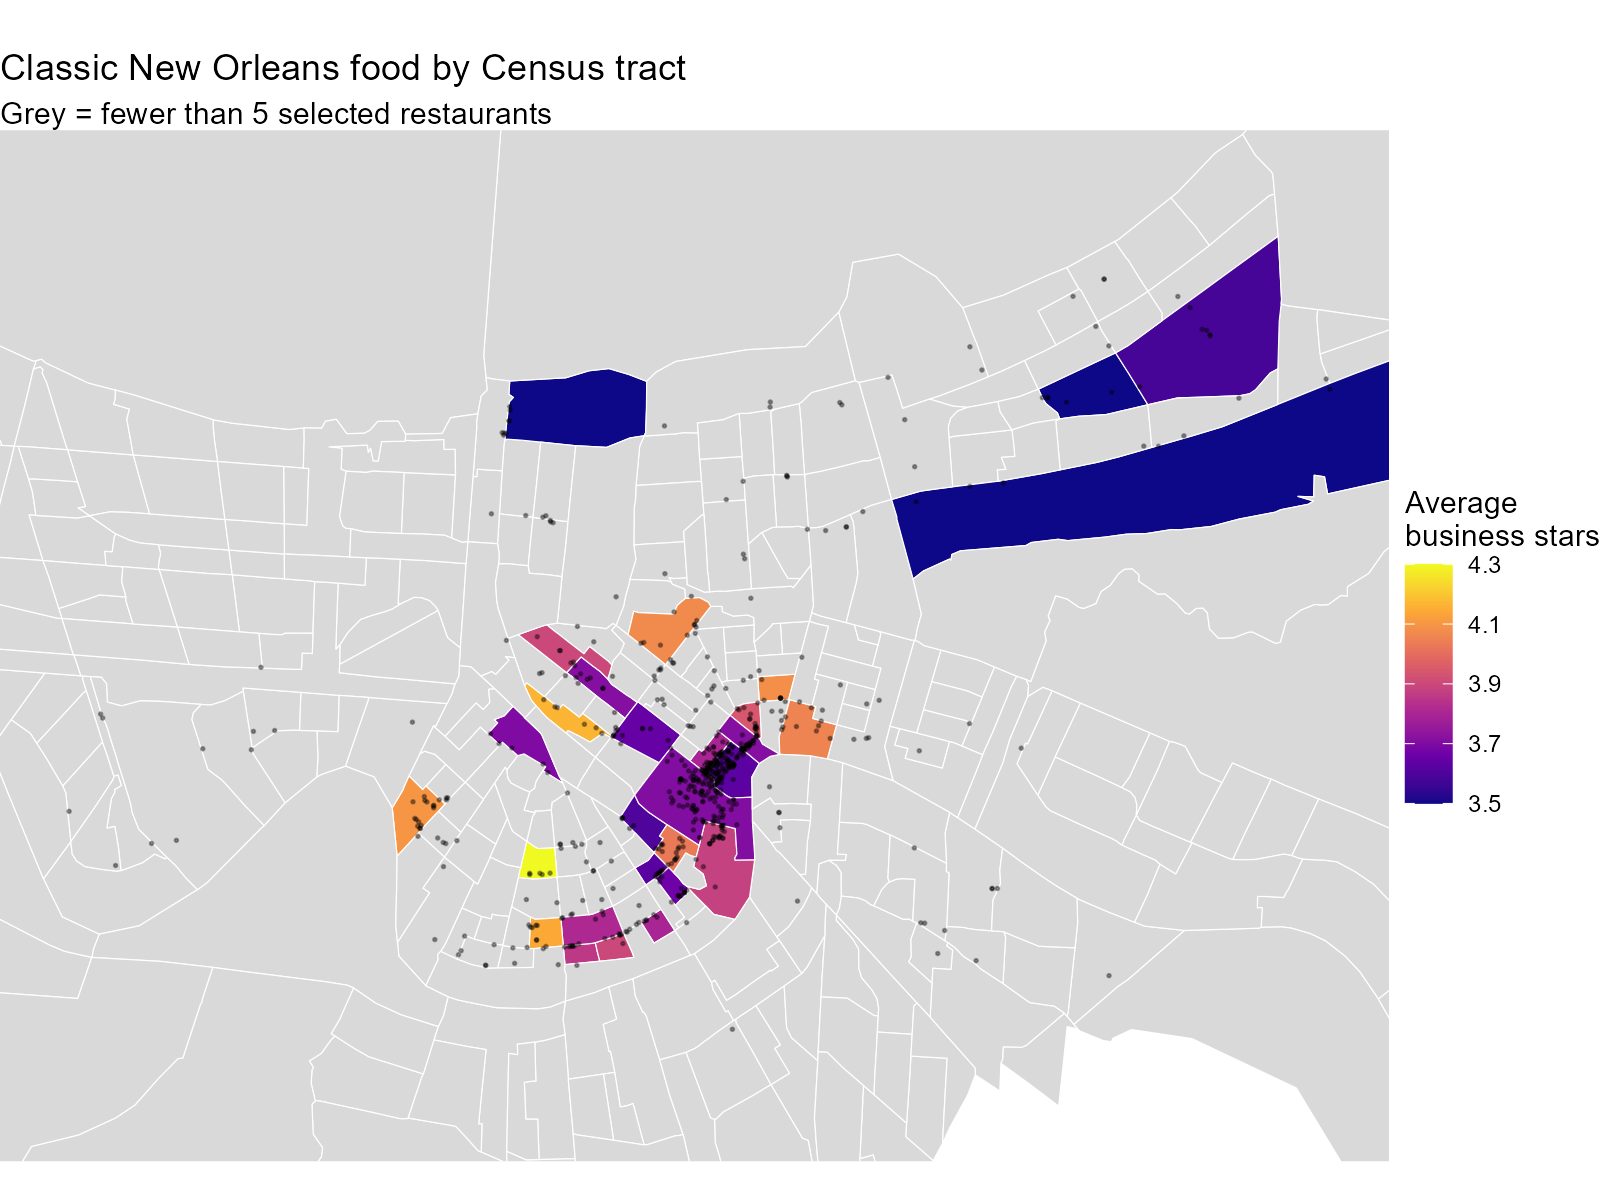 Classic New Orleans food by Census tract
Grey = fewer than 5 selected restaurants
Average
business stars
4.3
4.1
3.9
3.7
3.5